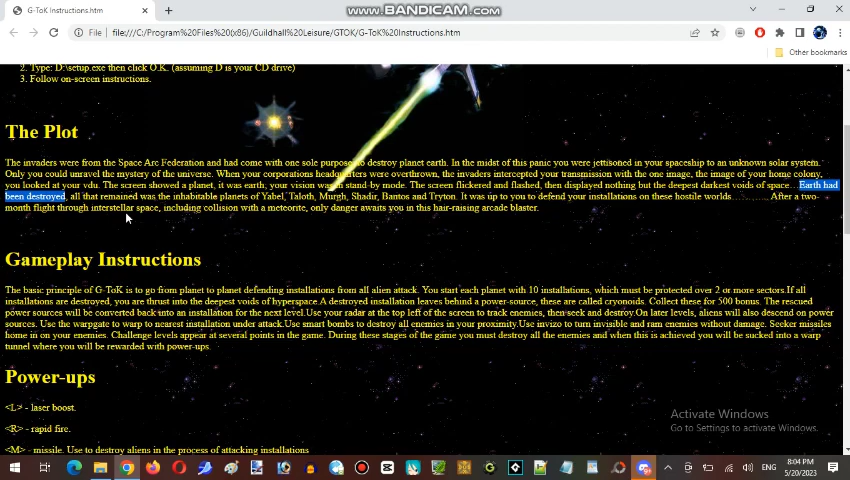 WWW.BANDICAM.COM
G-ToK Instructions.htm
File
file:///C:/Program%20Files%20(x86)/Guildhall%20Leisure/GTOK/G-ToK%20Instructions.htm
Other bookmarks
2. Type: D:\setup.exe then click O.K. (assuming D is your CD drive)
3. Follow on-screen instructions.
The Plot
The invaders were from the Space Arc Federation and had come with one sole purpose to destroy planet earth. In the midst of this panic you were jettisoned in your spaceship to an unknown solar system.
Only you could unravel the mystery of the universe. When your corporations headquarters were overthrown, the invaders intercepted your transmission with the one image, the image of your home colony,
you looked at your vdu. The screen showed a planet, it was earth, your vision was in stand-by mode. The screen flickered and flashed, then displayed nothing but the deepest darkest voids of space…Earth had
been destroyed, all that remained was the inhabitable planets of Yabel, Taloth, Murgh, Shadir, Bantos and Tryton. It was up to you to defend your installations on these hostile worlds………… After a two-
month flight through interstellar space, including collision with a meteorite, only danger awaits you in this hair-raising arcade blaster.
Gameplay Instructions
The basic principle of G-ToK is to go from planet to planet defending installations from all alien attack. You start each planet with 10 installations, which must be protected over 2 or more sectors.If all
installations are destroyed, you are thrust into the deepest voids of hyperspace.A destroyed installation leaves behind a power-source, these are called cryonoids. Collect these for 500 bonus. The rescued
power sources will be converted back into an installation for the next level.Use your radar at the top left of the screen to track enemies, then seek and destroy.On later levels, aliens will also descend on power
sources. Use the warpgate to warp to nearest installation under attack.Use smart bombs to destroy all enemies in your proximity.Use invizo to turn invisible and ram enemies without damage. Seeker missiles
home in on your enemies. Challenge levels appear at several points in the game. During these stages of the game you must destroy all the enemies and when this is achieved you will be sucked into a warp
tunnel where you will be rewarded with power-ups.
Power-ups
<L> - laser boost.
<R> - rapid fire.
<M> - missile. Use to destroy aliens in the process of attacking installations
Activate Windows
Go to Settings to activate Windows.
ENG
8:04 PM
5/20/2023